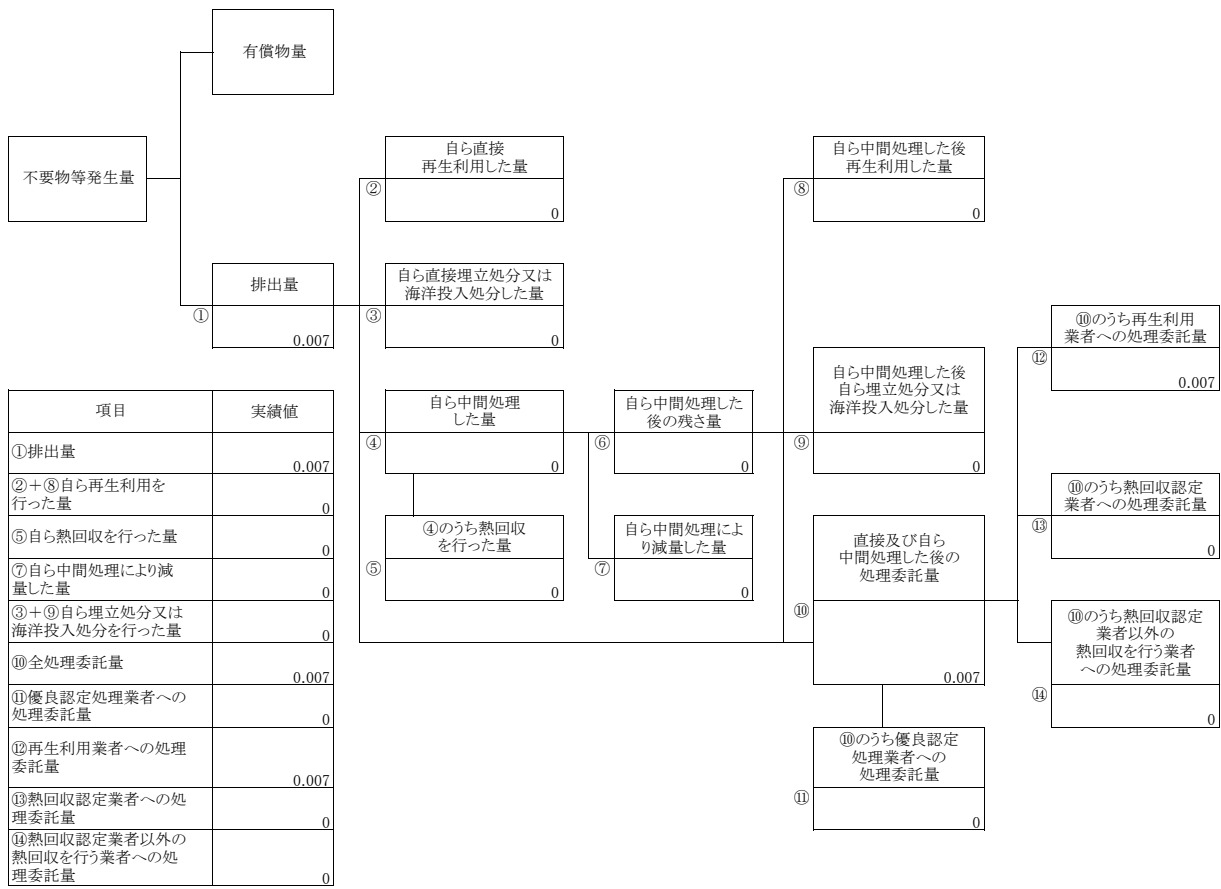 有償物量
不要物等発生量
自ら直接
再生利用した量
②
0
自ら中間処理した後
再生利用した量
⑧
0
排出量
①
0.007
自ら直接埋立処分又は
海洋投入処分した量
③
0
⑩のうち再生利用
業者への処理委託量
⑫
0.007
自ら中間処理
した量
④
0
自ら中間処理した
後の残さ量
⑥
0
自ら中間処理した後
自ら埋立処分又は
海洋投入処分した量
⑨
0
⑩のうち熱回収認定
業者への処理委託量
⑬
0
④のうち熱回収
を行った量
⑤
0
自ら中間処理によ
り減量した量
⑦
0
直接及び自ら
中間処理した後の
処理委託量
⑩
0.007
⑩のうち熱回収認定
業者以外の
熱回収を行う業者
への処理委託量
⑭
0
⑩のうち優良認定
処理業者への
処理委託量
⑪
0
項目 実績値
①排出量
0.007
②＋⑧自ら再生利用を
行った量
0
⑤自ら熱回収を行った量
0
⑦自ら中間処理により減
量した量
0
③＋⑨自ら埋立処分又は
海洋投入処分を行った量
0
⑩全処理委託量
0.007
⑪優良認定処理業者への
処理委託量
0
⑫再生利用業者への処理
委託量
0.007
⑬熱回収認定業者への処
理委託量
0
⑭熱回収認定業者以外の
熱回収を行う業者への処
理委託量
0